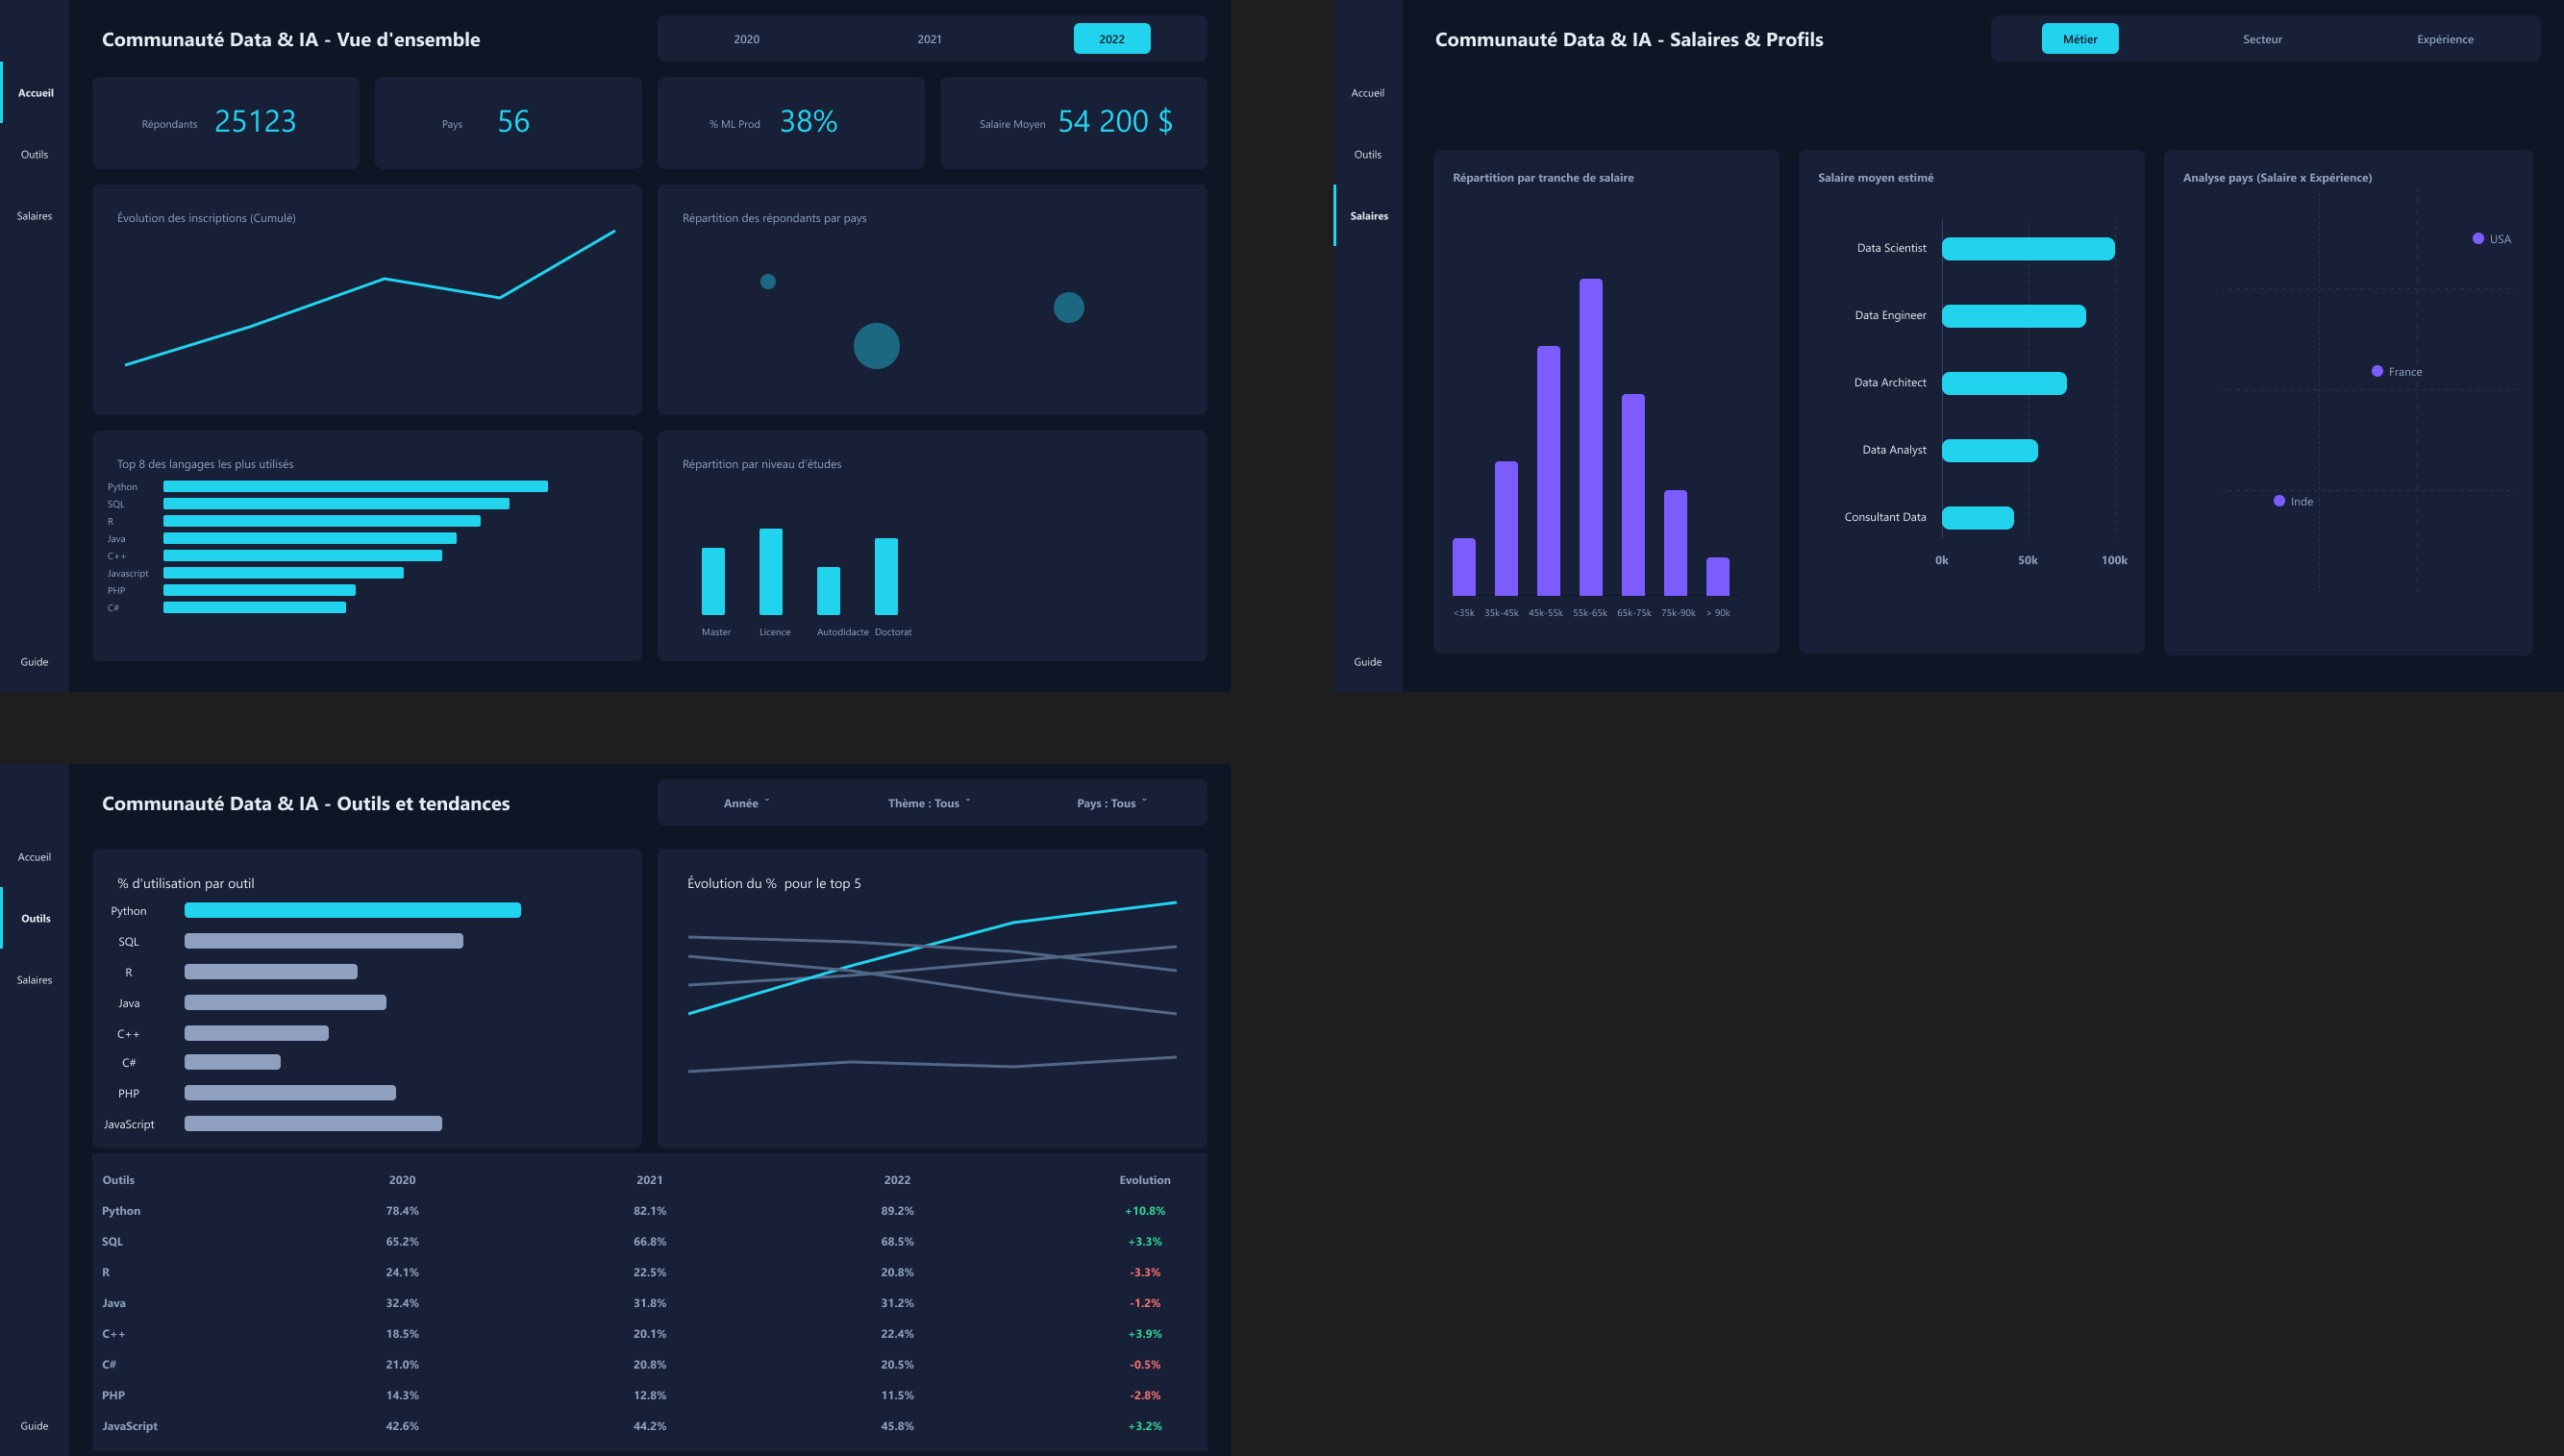 Communauté Data & IA - Vue d'ensemble
2020 2021 2022
Accueil
Outils
Salaires
Guide
Répondants 25123
Pays 56
% ML Prod 38%
Salaire Moyen 54 200 $
Évolution des inscriptions (Cumulé)
Répartition des répondants par pays
Top 8 des langages les plus utilisés
Python
SQL
R
Java
C++
Javascript
PHP
C#
Répartition par niveau d'études
Master Licence Autodidacte Doctorat
Communauté Data & IA - Salaires & Profils
Métier Secteur Expérience
Accueil
Outils
Salaires
Guide
Répartition par tranche de salaire
<35k 35k-45k 45k-55k 55k-65k 65k-75k 75k-90k > 90k
Salaire moyen estimé
Data Scientist
Data Engineer
Data Architect
Data Analyst
Consultant Data
0k 50k 100k
Analyse pays (Salaire x Expérience)
USA
France
Inde
Communauté Data & IA - Outils et tendances
Année ˇ Thème : Tous ˇ Pays : Tous ˇ
Accueil
Outils
Salaires
Guide
% d'utilisation par outil
Python
SQL
R
Java
C++
C#
PHP
JavaScript
Évolution du % pour le top 5
Outils 2020 2021 2022 Evolution
Python 78.4% 82.1% 89.2% +10.8%
SQL 65.2% 66.8% 68.5% +3.3%
R 24.1% 22.5% 20.8% -3.3%
Java 32.4% 31.8% 31.2% -1.2%
C++ 18.5% 20.1% 22.4% +3.9%
C# 21.0% 20.8% 20.5% -0.5%
PHP 14.3% 12.8% 11.5% -2.8%
JavaScript 42.6% 44.2% 45.8% +3.2%